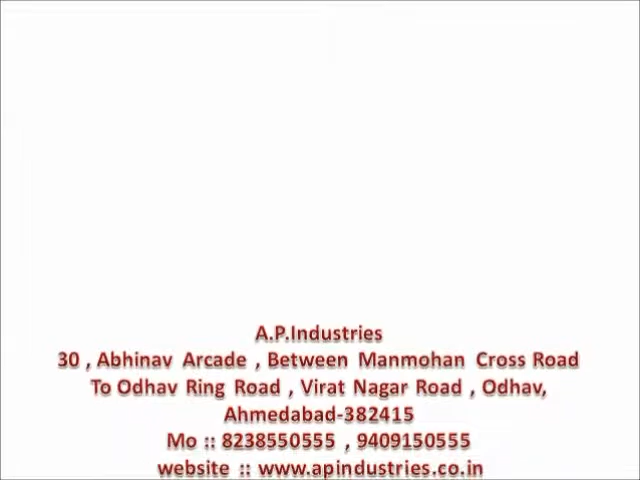 A.P.Industries
30 , Abhinav Arcade , Between Manmohan Cross Road
To Odhav Ring Road , Virat Nagar Road , Odhav,
Ahmedabad-382415
Mo :: 8238550555 , 9409150555
website :: www.apindustries.co.in